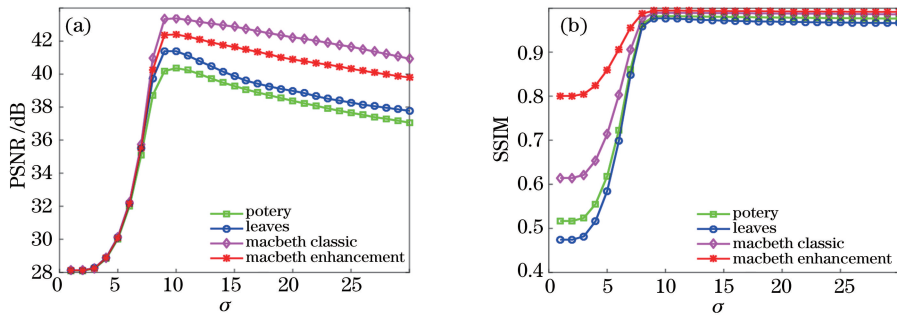 (a)
PSNR /dB
42
40
38
36
34
32
30
28
0 5 10 15 20 25
σ
potery
leaves
macbeth classic
macbeth enhancement
(b)
SSIM
0.9
0.8
0.7
0.6
0.5
0.4
0 5 10 15 20 25
σ
potery
leaves
macbeth classic
macbeth enhancement